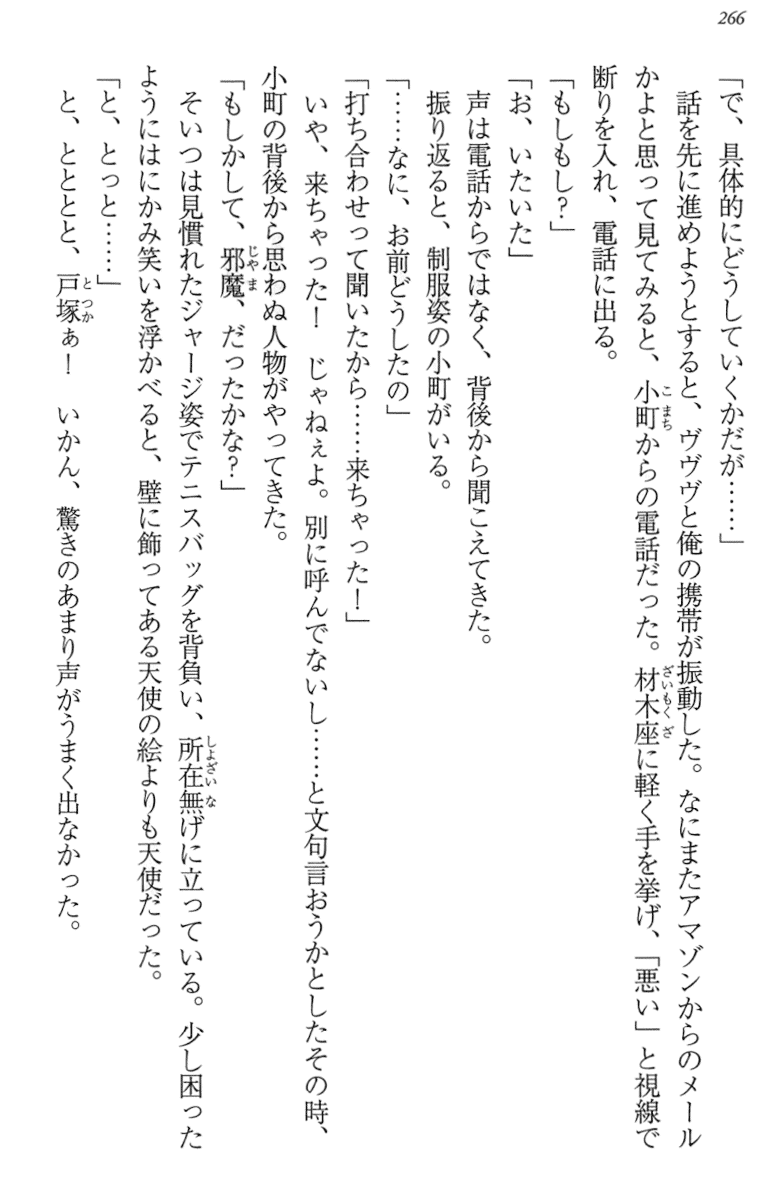 266
「で、具体的にどうしていくかだが……」
話を先に進めようとすると、ヴヴヴと俺の携帯が振動した。なにまたアマゾンからのメール
かよと思って見てみると、小町からの電話だった。材木座に軽く手を挙げ、「悪い」と視線で
断りを入れ、電話に出る。
「もしもし?」
「お、いたいた」
声は電話からではなく、背後から聞こえてきた。
振り返ると、制服姿の小町がいる。
「……なに、お前どうしたの」
「打ち合わせって聞いたから……来ちゃった!」
いや、来ちゃった! じゃねぇよ。別に呼んでないし……と文句言おうかとしたその時、
小町の背後から思わぬ人物がやってきた。
「もしかして、邪魔、だったかな?」
そいつは見慣れたジャージ姿でテニスバッグを背負い、所在無げに立っている。少し困った
ようにはにかみ笑いを浮かべると、壁に飾ってある天使の絵よりも天使だった。
「と、とっと……」
と、ととと、戸塚ぁ! いかん、驚きのあまり声がうまく出なかった。